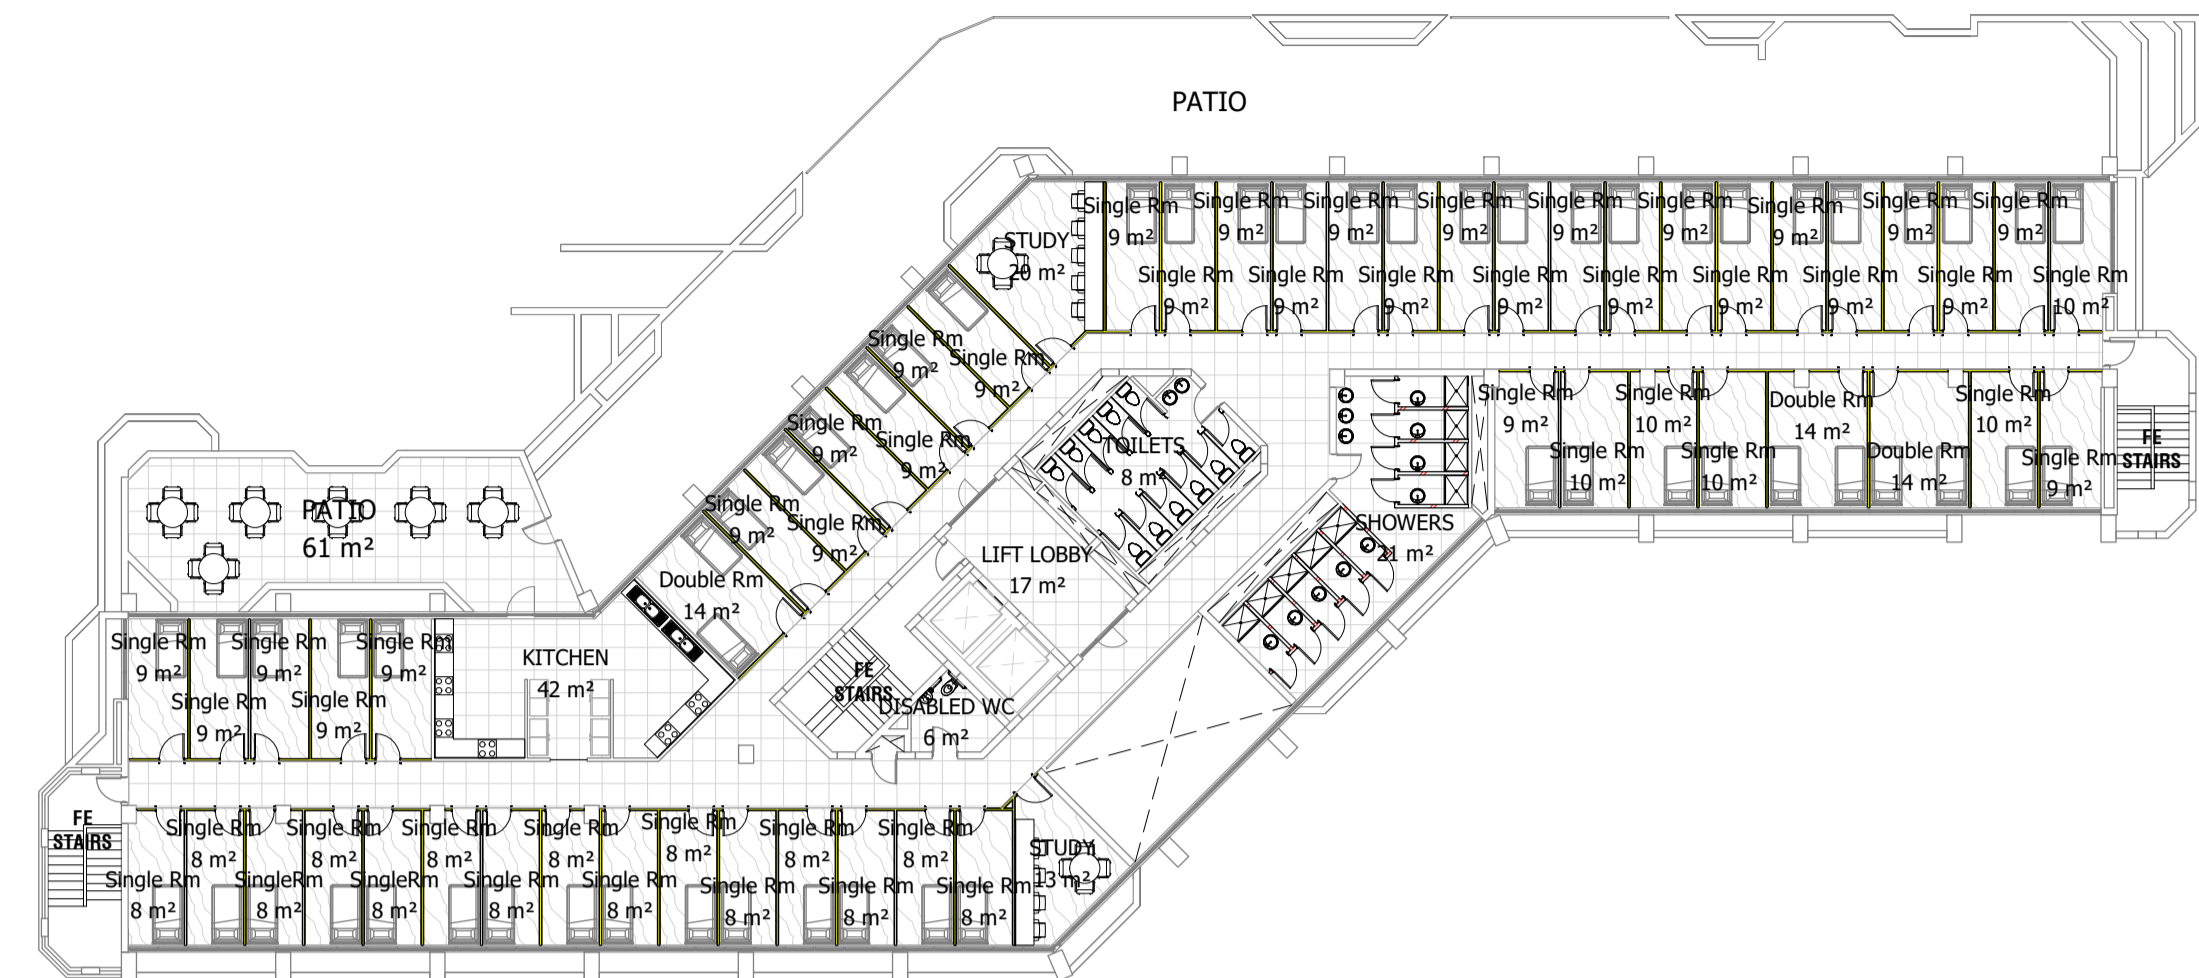 PATIO
Single Rm
9 m²
Single Rm
9 m²
Single Rm
9 m²
Single Rm
9 m²
Single Rm
9 m²
Single Rm
9 m²
Single Rm
9 m²
Single Rm
9 m²
Single Rm
9 m²
STUDY
20 m²
Single Rm
9 m²
Single Rm
9 m²
Single Rm
9 m²
Single Rm
9 m²
Single Rm
9 m²
Single Rm
9 m²
Single Rm
9 m²
Single Rm
9 m²
Single Rm
10 m²
Single Rm
9 m²
Single Rm
9 m²
Single Rm
9 m²
Single Rm
9 m²
Single Rm
9 m²
Single Rm
9 m²
Double Rm
14 m²
Single Rm
9 m²
Single Rm
10 m²
Double Rm
14 m²
Single Rm
10 m²
Single Rm
10 m²
Single Rm
10 m²
Double Rm
14 m²
Single Rm
9 m²
FE
STAIRS
TOILETS
8 m²
SHOWERS
21 m²
LIFT LOBBY
17 m²
PATIO
61 m²
FE
STAIRS
DISABLED WC
6 m²
KITCHEN
42 m²
Single Rm
9 m²
Single Rm
9 m²
Single Rm
9 m²
Single Rm
9 m²
Single Rm
9 m²
FE
STAIRS
Single Rm
8 m²
Single Rm
8 m²
Single Rm
8 m²
Single Rm
8 m²
Single Rm
8 m²
Single Rm
8 m²
Single Rm
8 m²
STUDY
13 m²
Single Rm
8 m²
SingleRm
8 m²
SingleRm
8 m²
Single Rm
8 m²
Single Rm
8 m²
Single Rm
8 m²
Single Rm
8 m²
Single Rm
8 m²